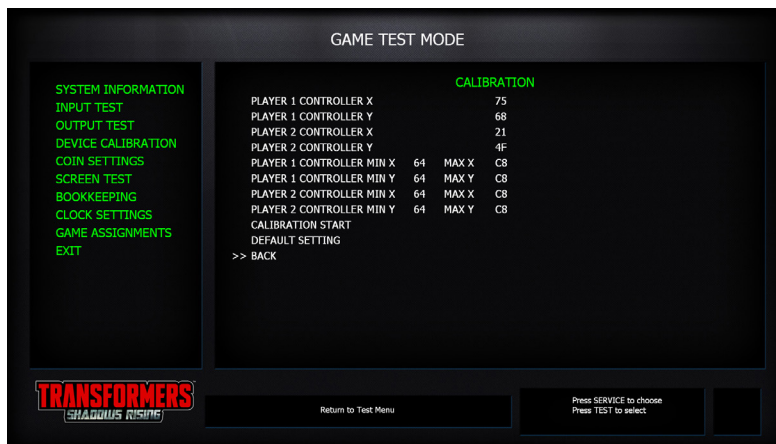 GAME TEST MODE
SYSTEM INFORMATION
INPUT TEST
OUTPUT TEST
DEVICE CALIBRATION
COIN SETTINGS
SCREEN TEST
BOOKKEEPING
CLOCK SETTINGS
GAME ASSIGNMENTS
EXIT
CALIBRATION
PLAYER 1 CONTROLLER X 75
PLAYER 1 CONTROLLER Y 68
PLAYER 2 CONTROLLER X 21
PLAYER 2 CONTROLLER Y 4F
PLAYER 1 CONTROLLER MIN X 64 MAX X C8
PLAYER 1 CONTROLLER MIN Y 64 MAX Y C8
PLAYER 2 CONTROLLER MIN X 64 MAX X C8
PLAYER 2 CONTROLLER MIN Y 64 MAX Y C8
CALIBRATION START
DEFAULT SETTING
>> BACK
TRANSFORMERS
SHADOWS RISING
Return to Test Menu
Press SERVICE to choose
Press TEST to select